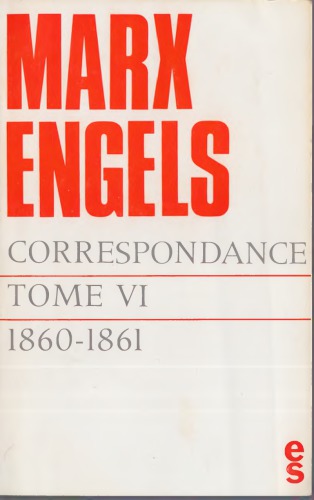 MARX
ENGELS
CORRESPONDANCE
TOME VI
1860-1861
es